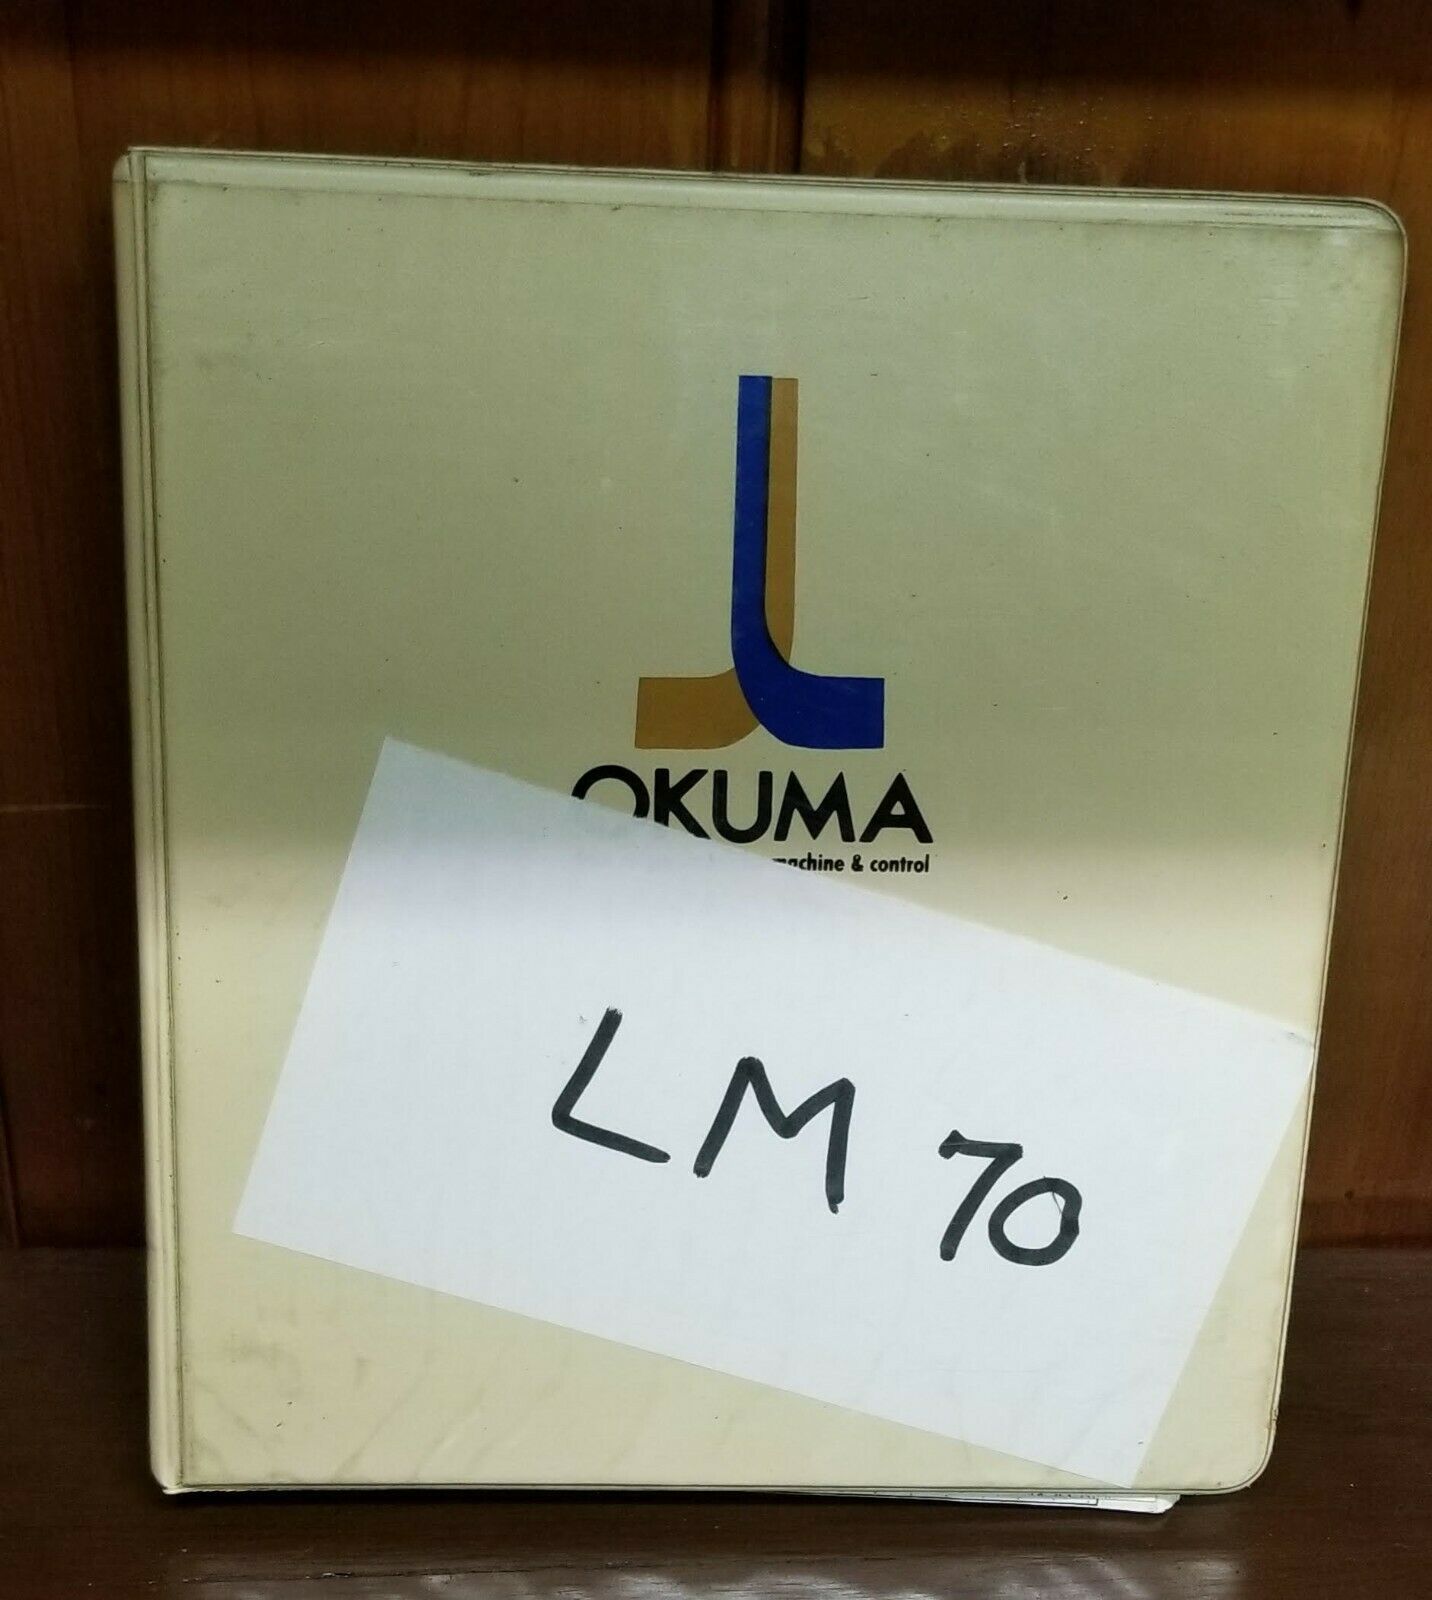 OKUMA
machine & control
LM 70